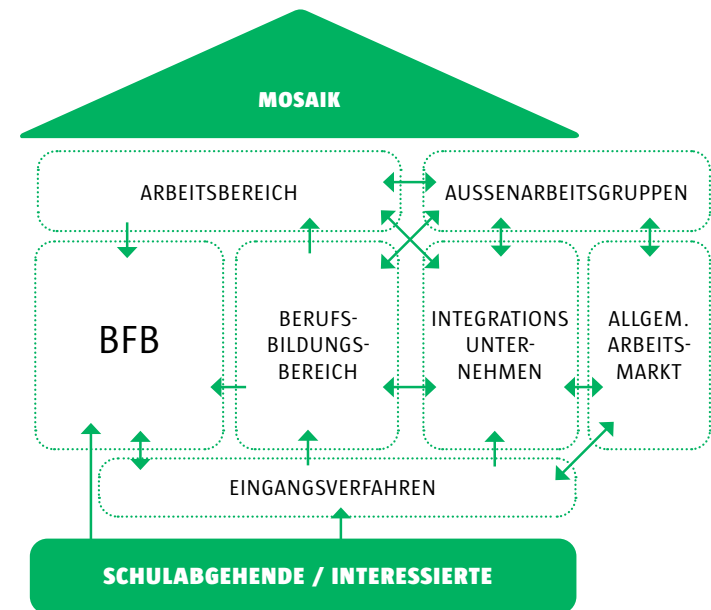 MOSAIK
ARBEITSBEREICH
AUSSENARBEITSGRUPPEN
BFB
BERUFS-
BILDUNGS-
BEREICH
INTEGRATIONS
UNTER-
NEHMEN
ALLGEM.
ARBEITS-
MARKT
EINGANGSVERFAHREN
SCHULABGEHENDE / INTERESSIERTE